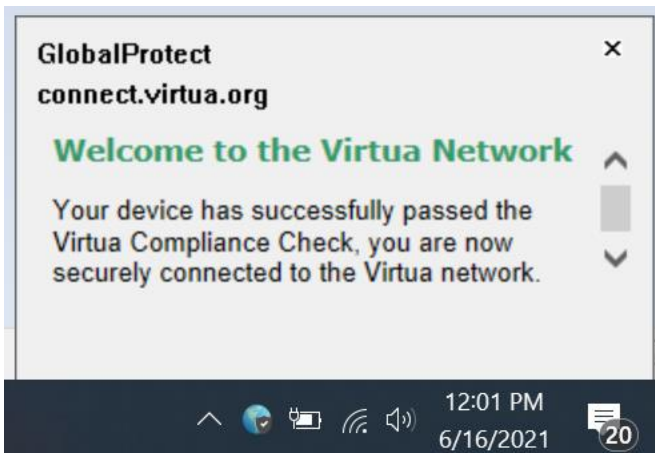 GlobalProtect
connect.virtua.org
Welcome to the Virtua Network
Your device has successfully passed the
Virtua Compliance Check, you are now
securely connected to the Virtua network.
12:01 PM
6/16/2021
20